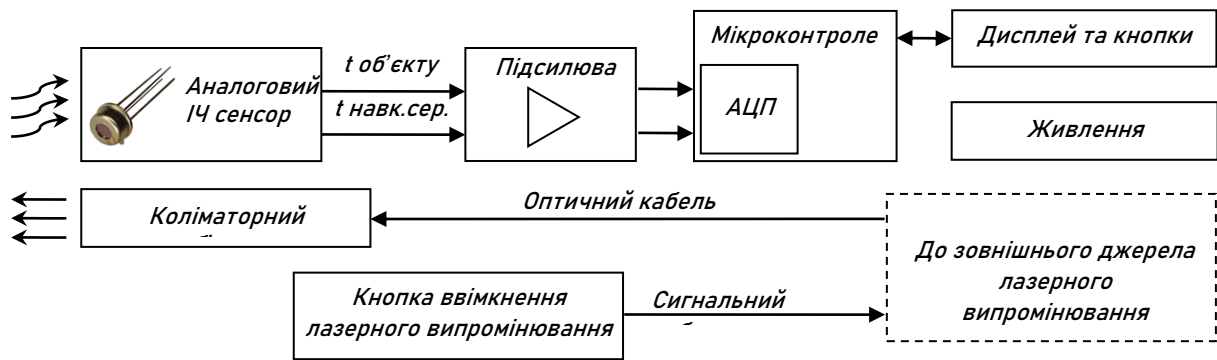 Аналоговий
ІЧ сенсор
t об’єкту
t навк.сер.
Підсилюва
Мікроконтроле
АЦП
Дисплей та кнопки
Живлення
Коліматорний
Оптичний кабель
До зовнішнього джерела
лазерного
випромінювання
Кнопка ввімкнення
лазерного випромінювання
Сигнальний